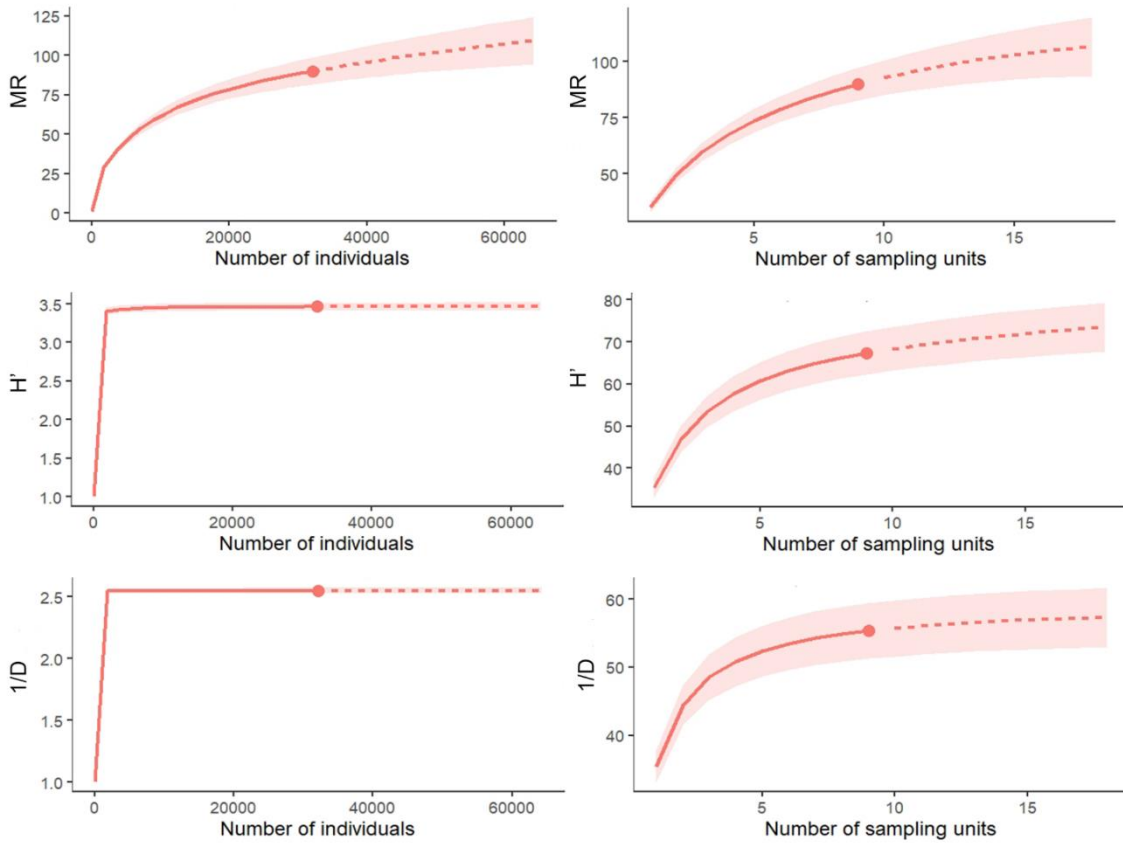 MR
125
100
75
50
25
0
0 20000 40000 60000
Number of individuals
MR
100
75
50
5 10 15
Number of sampling units
H'
3.5
3.0
2.5
2.0
1.5
1.0
0 20000 40000 60000
Number of individuals
H'
80
70
60
50
40
5 10 15
Number of sampling units
1/D
2.5
2.0
1.5
1.0
0 20000 40000 60000
Number of individuals
1/D
60
50
40
5 10 15
Number of sampling units